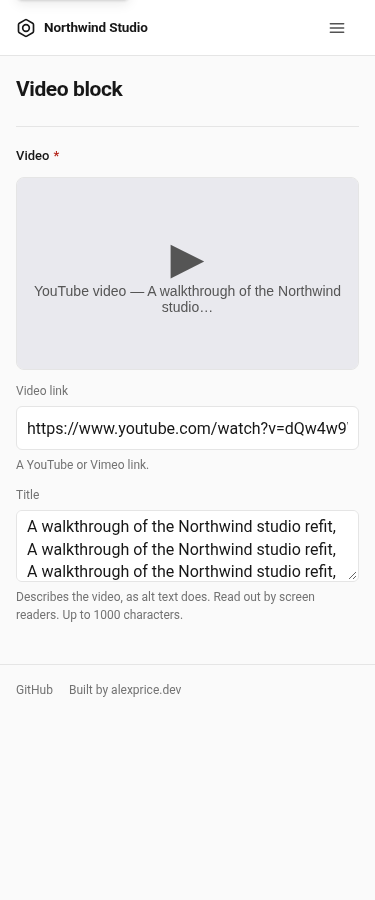 Northwind Studio
Video block
Video *
YouTube video — A walkthrough of the Northwind
studio…
Video link
https://www.youtube.com/watch?v=dQw4w9
A YouTube or Vimeo link.
Title
A walkthrough of the Northwind studio refit,
A walkthrough of the Northwind studio refit,
A walkthrough of the Northwind studio refit,
Describes the video, as alt text does. Read out by screen
readers. Up to 1000 characters.
GitHub Built by alexprice.dev